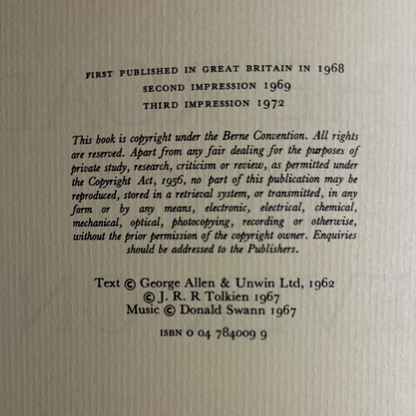 FIRST PUBLISHED IN GREAT BRITAIN IN 1968
SECOND IMPRESSION 1969
THIRD IMPRESSION 1972
This book is copyright under the Berne Convention. All rights
are reserved. Apart from any fair dealing for the purposes of
private study, research, criticism or review, as permitted under
the Copyright Act, 1956, no part of this publication may be
reproduced, stored in a retrieval system, or transmitted, in any
form or by any means, electronic, electrical, chemical,
mechanical, optical, photocopying, recording or otherwise,
without the prior permission of the copyright owner. Enquiries
should be addressed to the Publishers.
Text © George Allen & Unwin Ltd, 1962
© J. R. R Tolkien 1967
Music © Donald Swann 1967
ISBN 0 04 784009 9